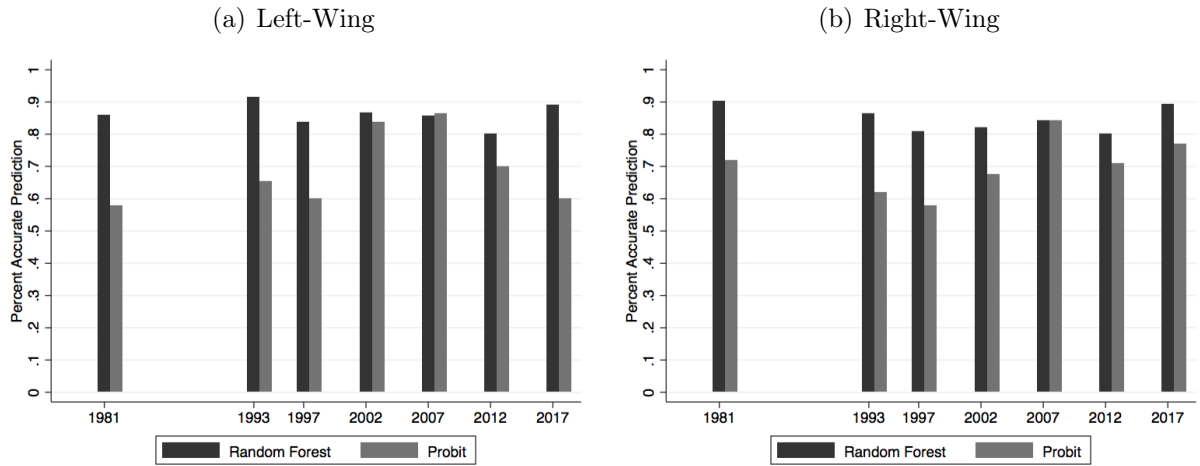 (a) Left-Wing
Percent Accurate Prediction
1
.9
.8
.7
.6
.5
.4
.3
.2
.1
0
1981 1993 1997 2002 2007 2012 2017
Random Forest Probit
(b) Right-Wing
Percent Accurate Prediction
1
.9
.8
.7
.6
.5
.4
.3
.2
.1
0
1981 1993 1997 2002 2007 2012 2017
Random Forest Probit